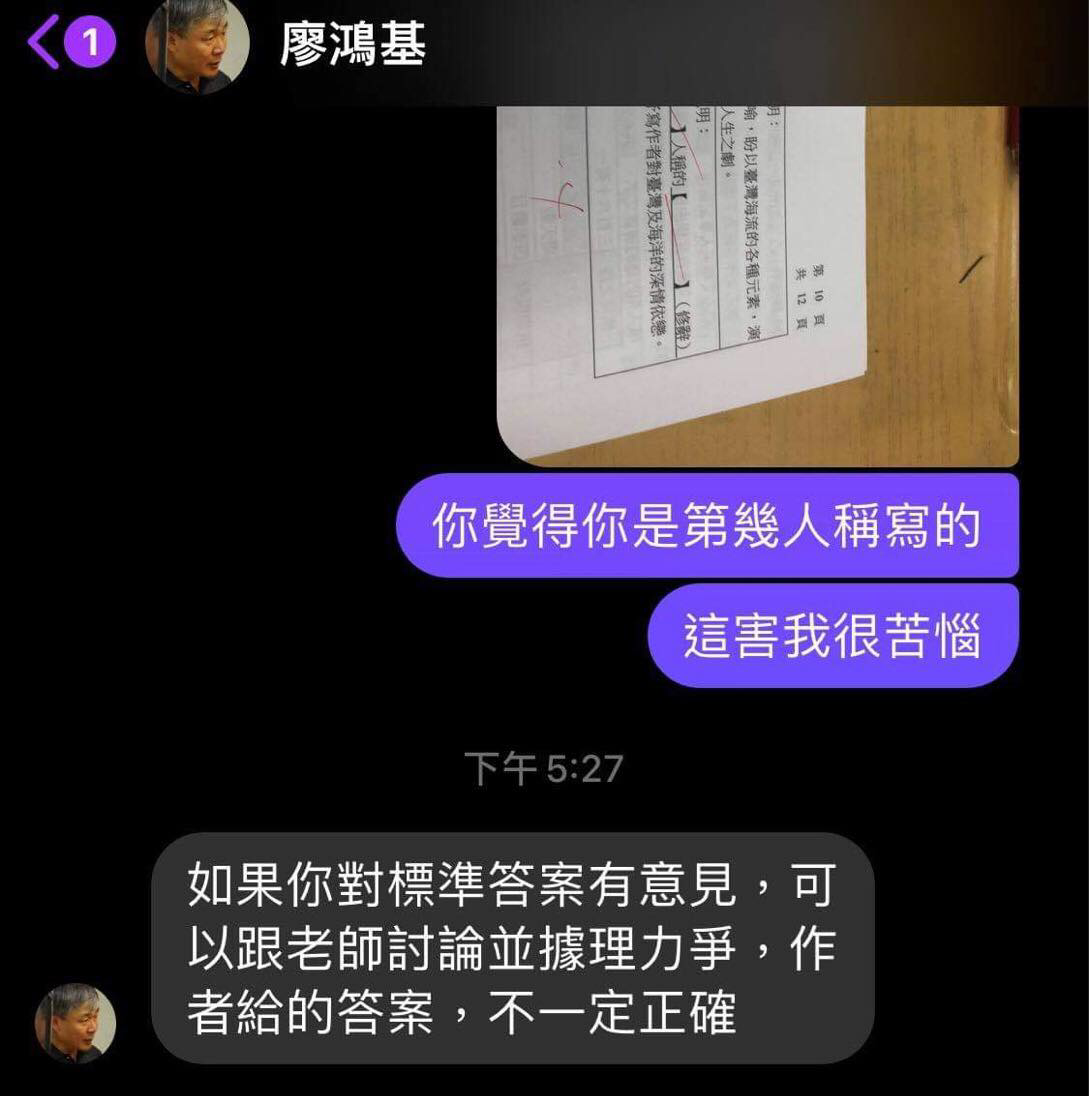 1
廖鴻基
第 10 頁
共 12 頁
喻，盼以臺灣海流的各種元素，演
人生之劇。
明：
】人稱的【 】（修辭）
寫作者對臺灣及海洋的深情依戀。
你覺得你是第幾人稱寫的
這害我很苦惱
下午 5:27
如果你對標準答案有意見，可
以跟老師討論並據理力爭，作
者給的答案，不一定正確